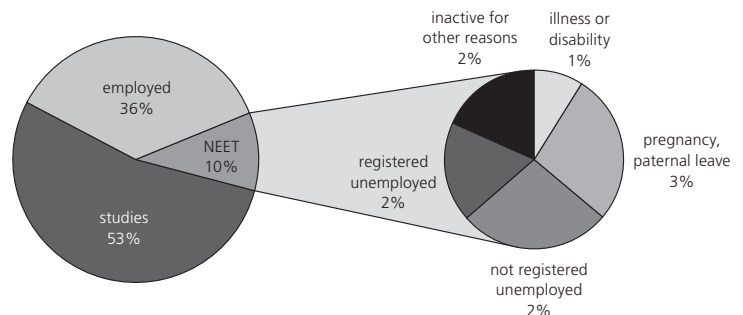 employed
36%
NEET
10%
studies
53%
inactive for
other reasons
2%
illness or
disability
1%
pregnancy,
paternal leave
3%
registered
unemployed
2%
not registered
unemployed
2%